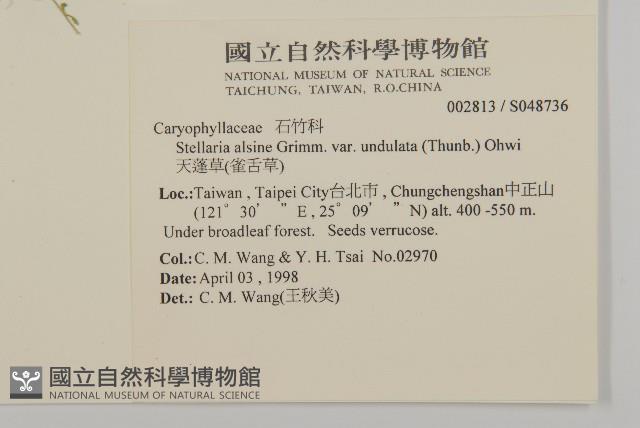 國立自然科學博物館
NATIONAL MUSEUM OF NATURAL SCIENCE
TAICHUNG, TAIWAN, R.O.CHINA
002813 / S048736
Caryophyllaceae 石竹科
Stellaria alsine Grimm. var. undulata (Thunb.) Ohwi
天蓬草(雀舌草)
Loc.:Taiwan , Taipei City台北市 , Chungchengshan中正山
(121° 30' " E , 25° 09' " N) alt. 400 -550 m.
Under broadleaf forest. Seeds verrucose.
Col.: C. M. Wang & Y. H. Tsai No.02970
Date: April 03 , 1998
Det.: C. M. Wang(王秋美)
國立自然科學博物館
NATIONAL MUSEUM OF NATURAL SCIENCE